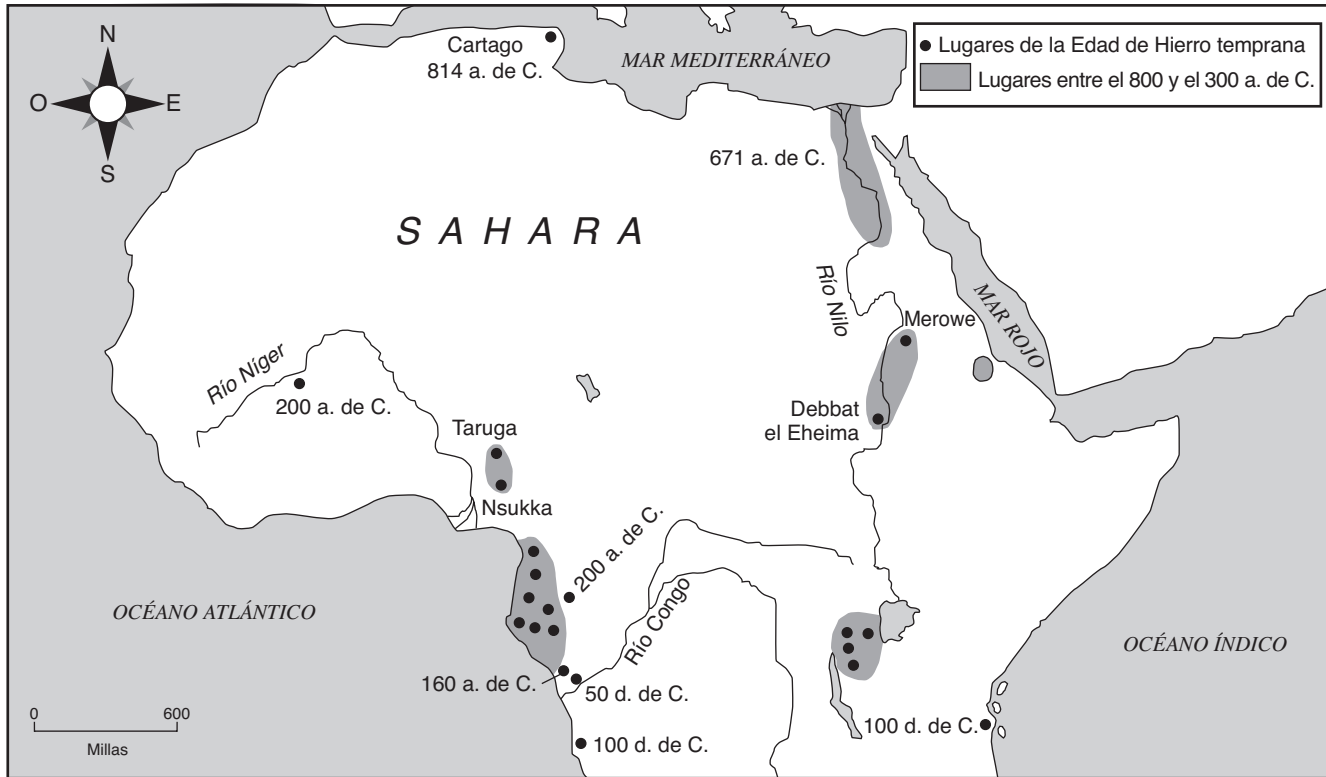 N
O
E
S
Cartago
814 a. de C.
MAR MEDITERRÁNEO
● Lugares de la Edad de Hierro temprana
Lugares entre el 800 y el 300 a. de C.
671 a. de C.
SAHARA
Río Nilo
MAR ROJO
Merowe
Río Níger
200 a. de C.
Debbat
el Eheima
Taruga
Nsukka
200 a. de C.
OCÉANO ATLÁNTICO
Río Congo
OCÉANO ÍNDICO
160 a. de C.
50 d. de C.
0 600
Millas
100 d. de C.
100 d. de C.